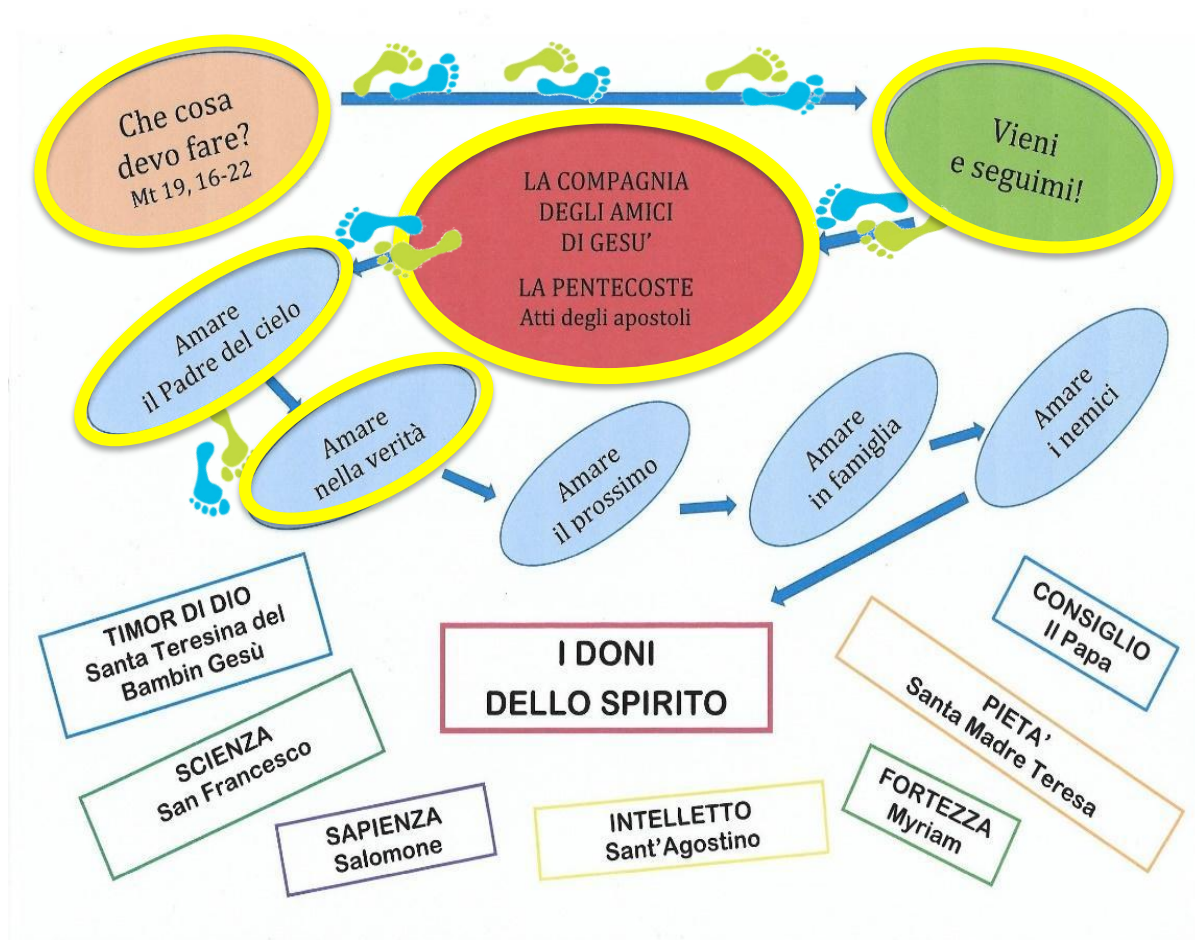 Che cosa
devo fare?
Mt 19, 16-22
Vieni
e seguimi!
LA COMPAGNIA
DEGLI AMICI
DI GESU’
LA PENTECOSTE
Atti degli apostoli
Amare
il Padre del cielo
Amare
nella verità
Amare
il prossimo
Amare
in famiglia
Amare
i nemici
TIMOR DI DIO
Santa Teresina del
Bambin Gesù
SCIENZA
San Francesco
SAPIENZA
Salomone
I DONI
DELLO SPIRITO
INTELLETTO
Sant’Agostino
FORTEZZA
Myriam
PIETA’
Santa Madre Teresa
CONSIGLIO
Il Papa